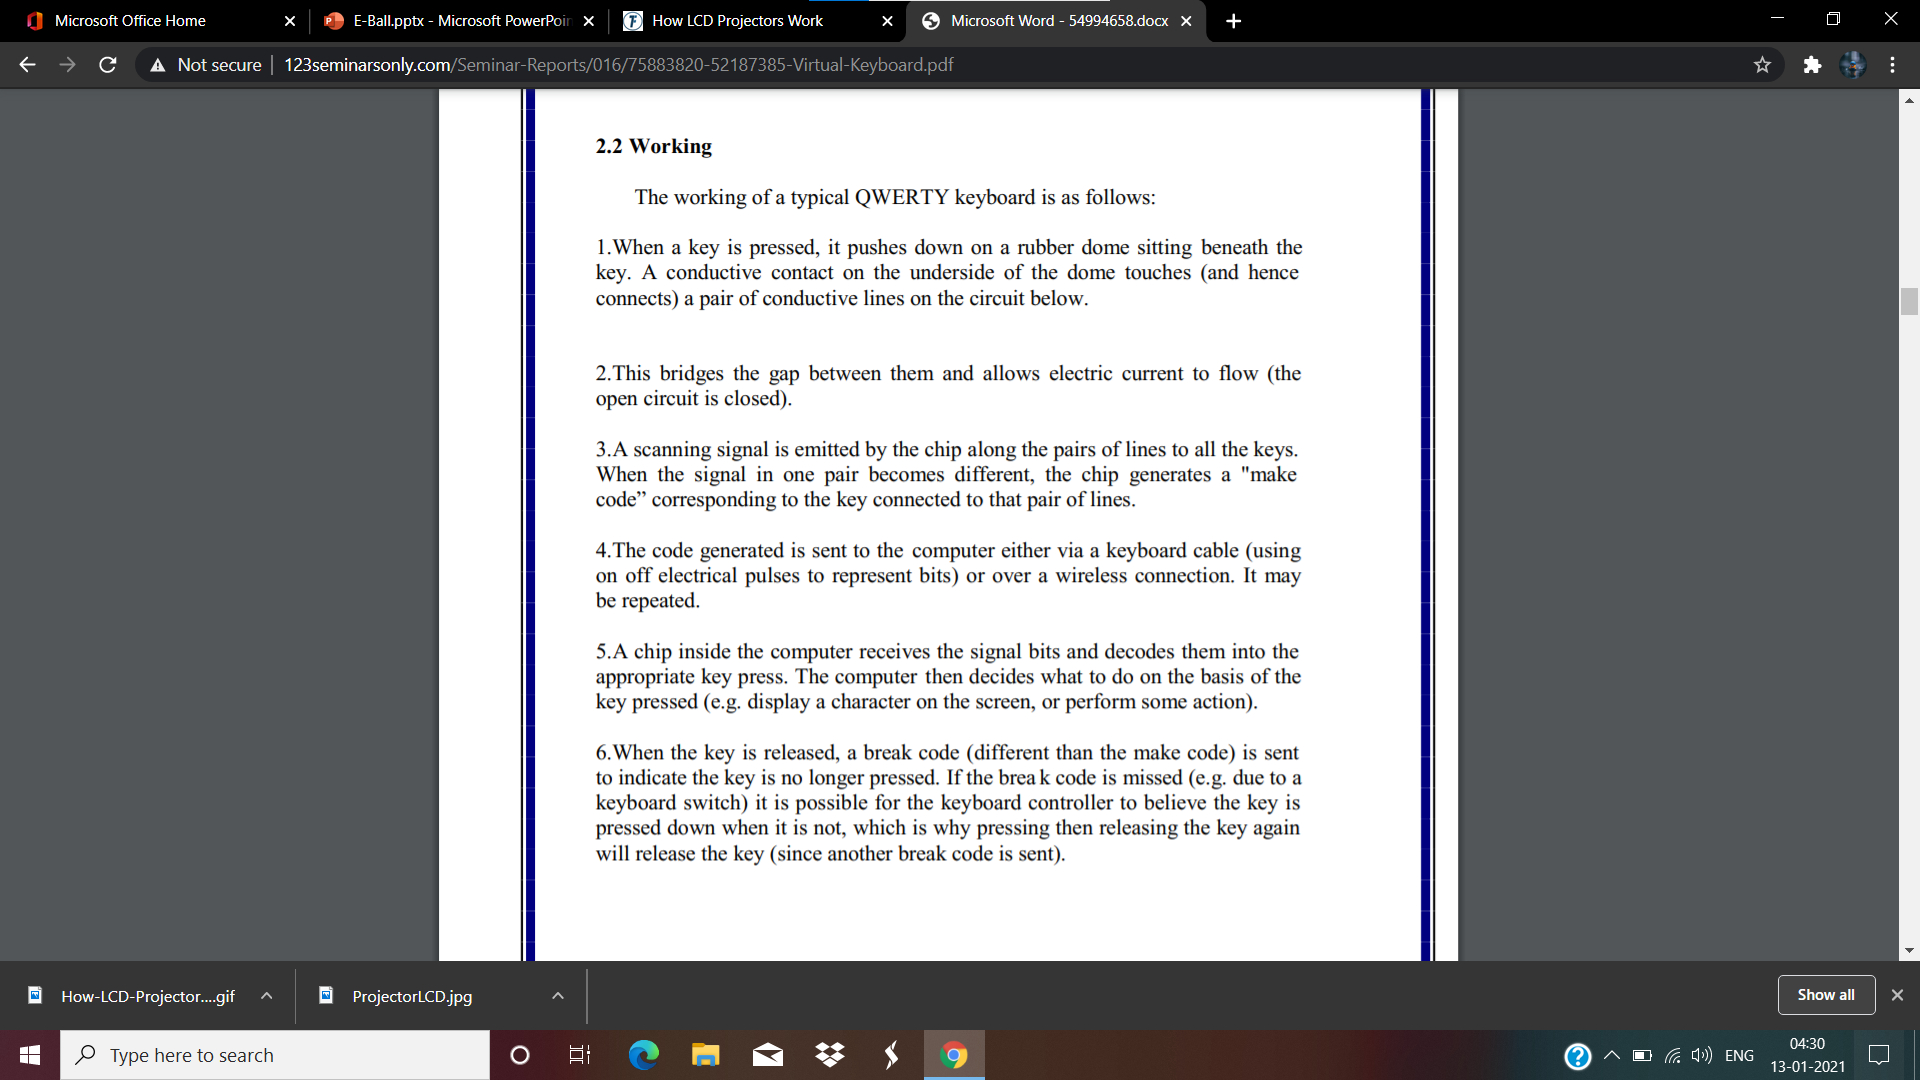 Microsoft Office Home
E-Ball.pptx - Microsoft PowerPoin
How LCD Projectors Work
Microsoft Word - 54994658.docx
Not secure | 123seminarsonly.com/Seminar-Reports/016/75883820-52187385-Virtual-Keyboard.pdf
2.2 Working
The working of a typical QWERTY keyboard is as follows:
1.When a key is pressed, it pushes down on a rubber dome sitting beneath the
key. A conductive contact on the underside of the dome touches (and hence
connects) a pair of conductive lines on the circuit below.
2.This bridges the gap between them and allows electric current to flow (the
open circuit is closed).
3.A scanning signal is emitted by the chip along the pairs of lines to all the keys.
When the signal in one pair becomes different, the chip generates a "make
code” corresponding to the key connected to that pair of lines.
4.The code generated is sent to the computer either via a keyboard cable (using
on off electrical pulses to represent bits) or over a wireless connection. It may
be repeated.
5.A chip inside the computer receives the signal bits and decodes them into the
appropriate key press. The computer then decides what to do on the basis of the
key pressed (e.g. display a character on the screen, or perform some action).
6.When the key is released, a break code (different than the make code) is sent
to indicate the key is no longer pressed. If the brea k code is missed (e.g. due to a
keyboard switch) it is possible for the keyboard controller to believe the key is
pressed down when it is not, which is why pressing then releasing the key again
will release the key (since another break code is sent).
How-LCD-Projector....gif
ProjectorLCD.jpg
Show all
Type here to search
ENG
04:30
13-01-2021